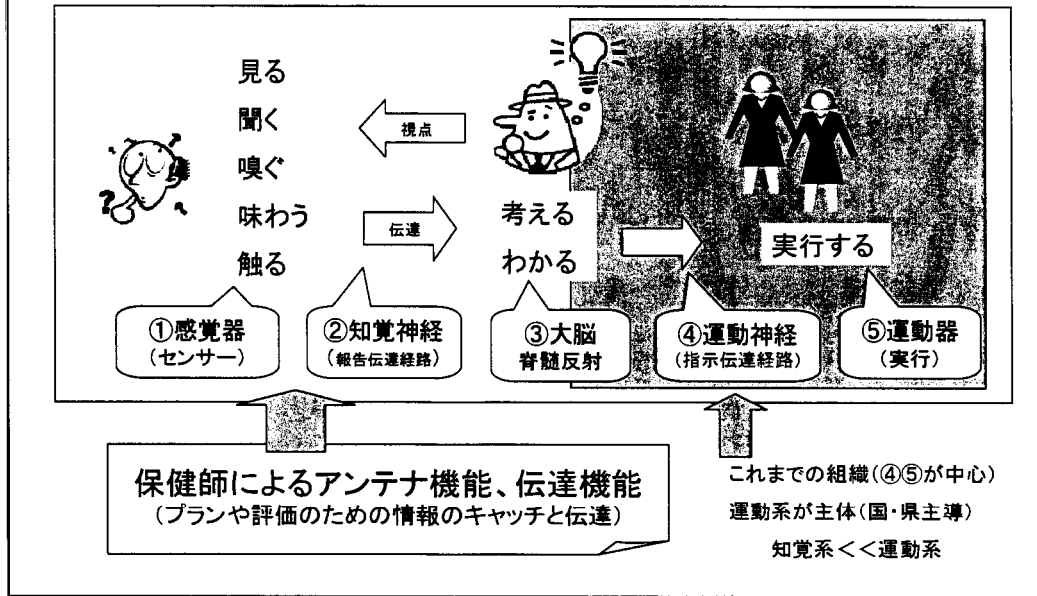 見る
聞く
嗅ぐ
味わう
触る
視点
伝達
考える
わかる
実行する
①感覚器
(センサー)
②知覚神経
(報告伝達経路)
③大脳
脊髄反射
④運動神経
(指示伝達経路)
⑤運動器
(実行)
保健師によるアンテナ機能、伝達機能
(プランや評価のための情報のキャッチと伝達)
これまでの組織(④⑤が中心)
運動系が主体(国・県主導)
知覚系<<運動系